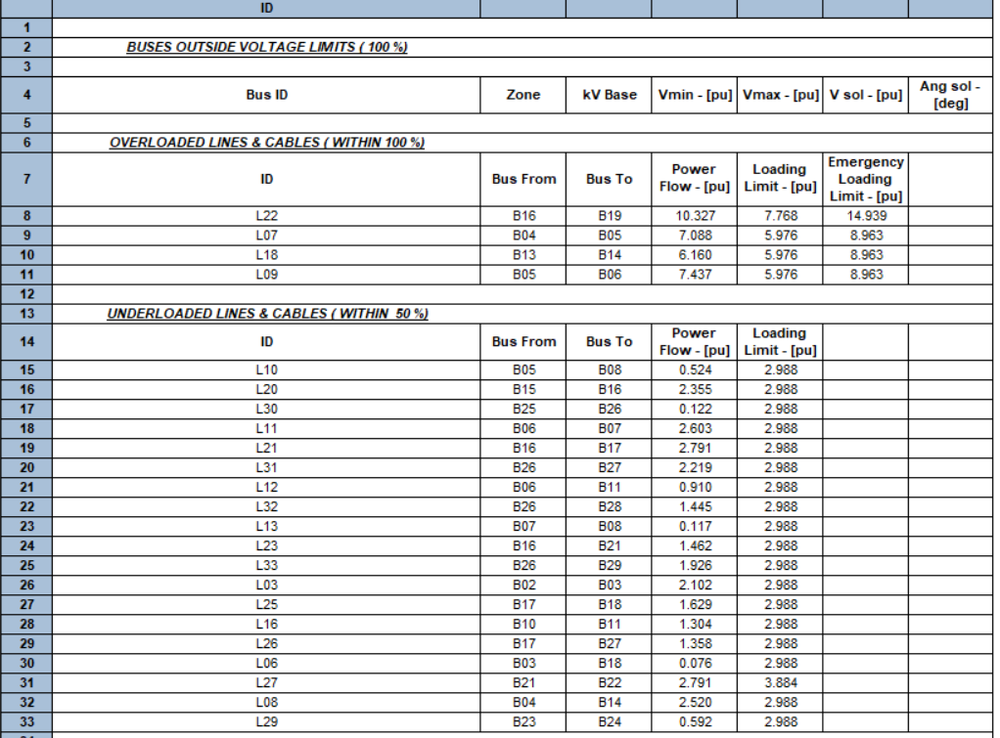 ID
1
2 BUSES OUTSIDE VOLTAGE LIMITS ( 100 %)
3
4 Bus ID Zone kV Base Vmin - [pu] Vmax - [pu] V sol - [pu] Ang sol - [deg]
5
6 OVERLOADED LINES & CABLES ( WITHIN 100 %)
7 ID Bus From Bus To Power Flow - [pu] Loading Limit - [pu] Emergency Loading Limit - [pu]
8 L22 B16 B19 10.327 7.768 14.939
9 L07 B04 B05 7.088 5.976 8.963
10 L18 B13 B14 6.160 5.976 8.963
11 L09 B05 B06 7.437 5.976 8.963
12
13 UNDERLOADED LINES & CABLES ( WITHIN 50 %)
14 ID Bus From Bus To Power Flow - [pu] Loading Limit - [pu]
15 L10 B05 B08 0.524 2.988
16 L20 B15 B16 2.355 2.988
17 L30 B25 B26 0.122 2.988
18 L11 B06 B07 2.603 2.988
19 L21 B16 B17 2.791 2.988
20 L31 B26 B27 2.219 2.988
21 L12 B06 B11 0.910 2.988
22 L32 B26 B28 1.445 2.988
23 L13 B07 B08 0.117 2.988
24 L23 B16 B21 1.462 2.988
25 L33 B26 B29 1.926 2.988
26 L03 B02 B03 2.102 2.988
27 L25 B17 B18 1.629 2.988
28 L16 B10 B11 1.304 2.988
29 L26 B17 B27 1.358 2.988
30 L06 B03 B18 0.076 2.988
31 L27 B21 B22 2.791 3.884
32 L08 B04 B14 2.520 2.988
33 L29 B23 B24 0.592 2.988